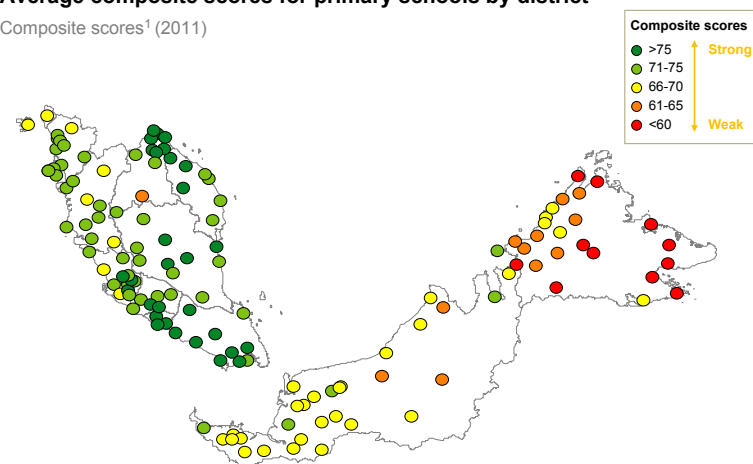 Average composite scores for primary schools by district
Composite scores1 (2011)
Composite scores
>75
Strong
71-75
66-70
61-65
<60
Weak